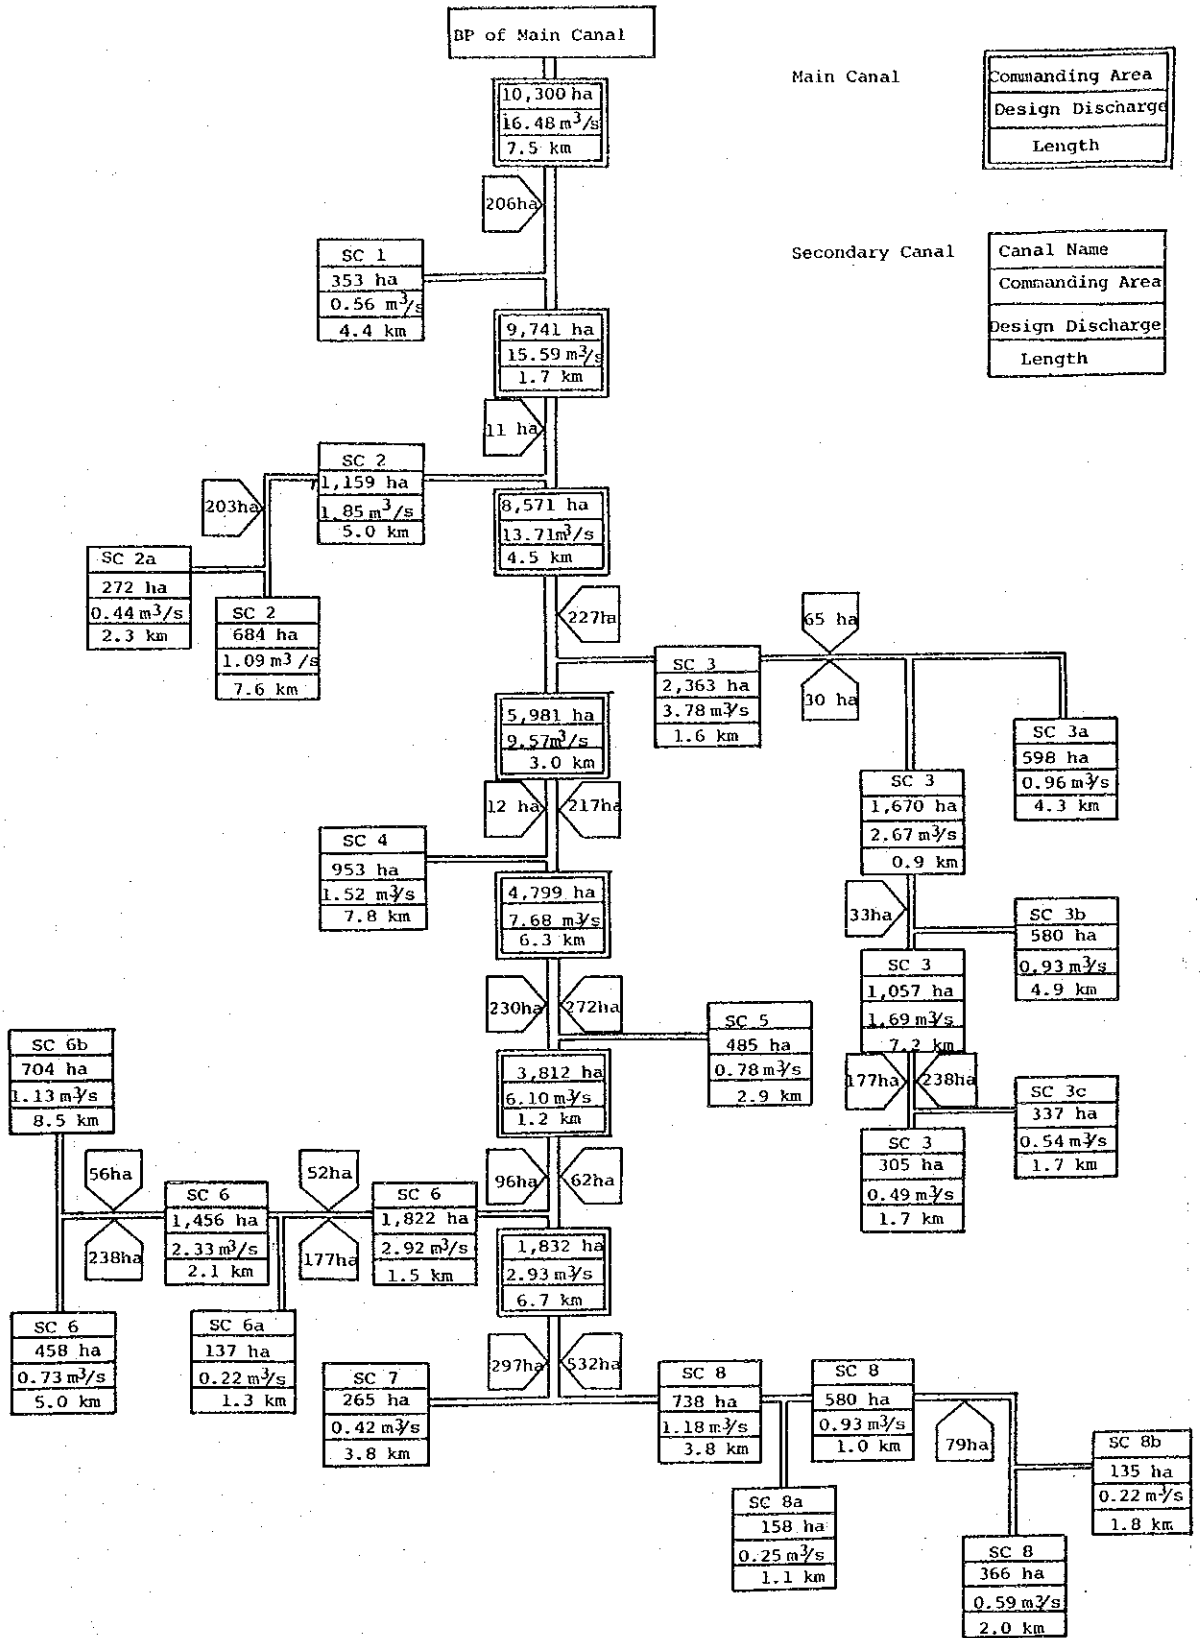 BP of Main Canal
Main Canal
Commanding Area
Design Discharge
Length
10,300 ha
16.48 m³/s
7.5 km
206ha
Secondary Canal
Canal Name
Commanding Area
Design Discharge
Length
SC 1
353 ha
0.56 m³/s
4.4 km
9,741 ha
15.59 m³/s
1.7 km
11 ha
SC 2
1,159 ha
1.85 m³/s
5.0 km
203ha
8,571 ha
13.71m³/s
4.5 km
SC 2a
272 ha
0.44 m³/s
2.3 km
SC 2
684 ha
1.09 m³/s
7.6 km
227ha
65 ha
SC 3
2,363 ha
3.78 m³/s
1.6 km
30 ha
5,981 ha
9.57m³/s
3.0 km
SC 3a
598 ha
0.96 m³/s
4.3 km
SC 3
1,670 ha
2.67 m³/s
0.9 km
12 ha
217ha
SC 4
953 ha
1.52 m³/s
7.8 km
4,799 ha
7.68 m³/s
6.3 km
33ha
SC 3b
580 ha
0.93 m³/s
4.9 km
SC 3
1,057 ha
1.69 m³/s
7.2 km
230ha
272ha
SC 5
485 ha
0.78 m³/s
2.9 km
SC 6b
704 ha
1.13 m³/s
8.5 km
3,812 ha
6.10 m³/s
1.2 km
177ha
238ha
SC 3c
337 ha
0.54 m³/s
1.7 km
SC 3
305 ha
0.49 m³/s
1.7 km
56ha
52ha
96ha
62ha
SC 6
1,456 ha
2.33 m³/s
2.1 km
SC 6
1,822 ha
2.92 m³/s
1.5 km
238ha
177ha
1,832 ha
2.93 m³/s
6.7 km
SC 6
458 ha
0.73 m³/s
5.0 km
SC 6a
137 ha
0.22 m³/s
1.3 km
297ha
532ha
SC 7
265 ha
0.42 m³/s
3.8 km
SC 8
738 ha
1.18 m³/s
3.8 km
SC 8
580 ha
0.93 m³/s
1.0 km
79ha
SC 8b
135 ha
0.22 m³/s
1.8 km
SC 8a
158 ha
0.25 m³/s
1.1 km
SC 8
366 ha
0.59 m³/s
2.0 km